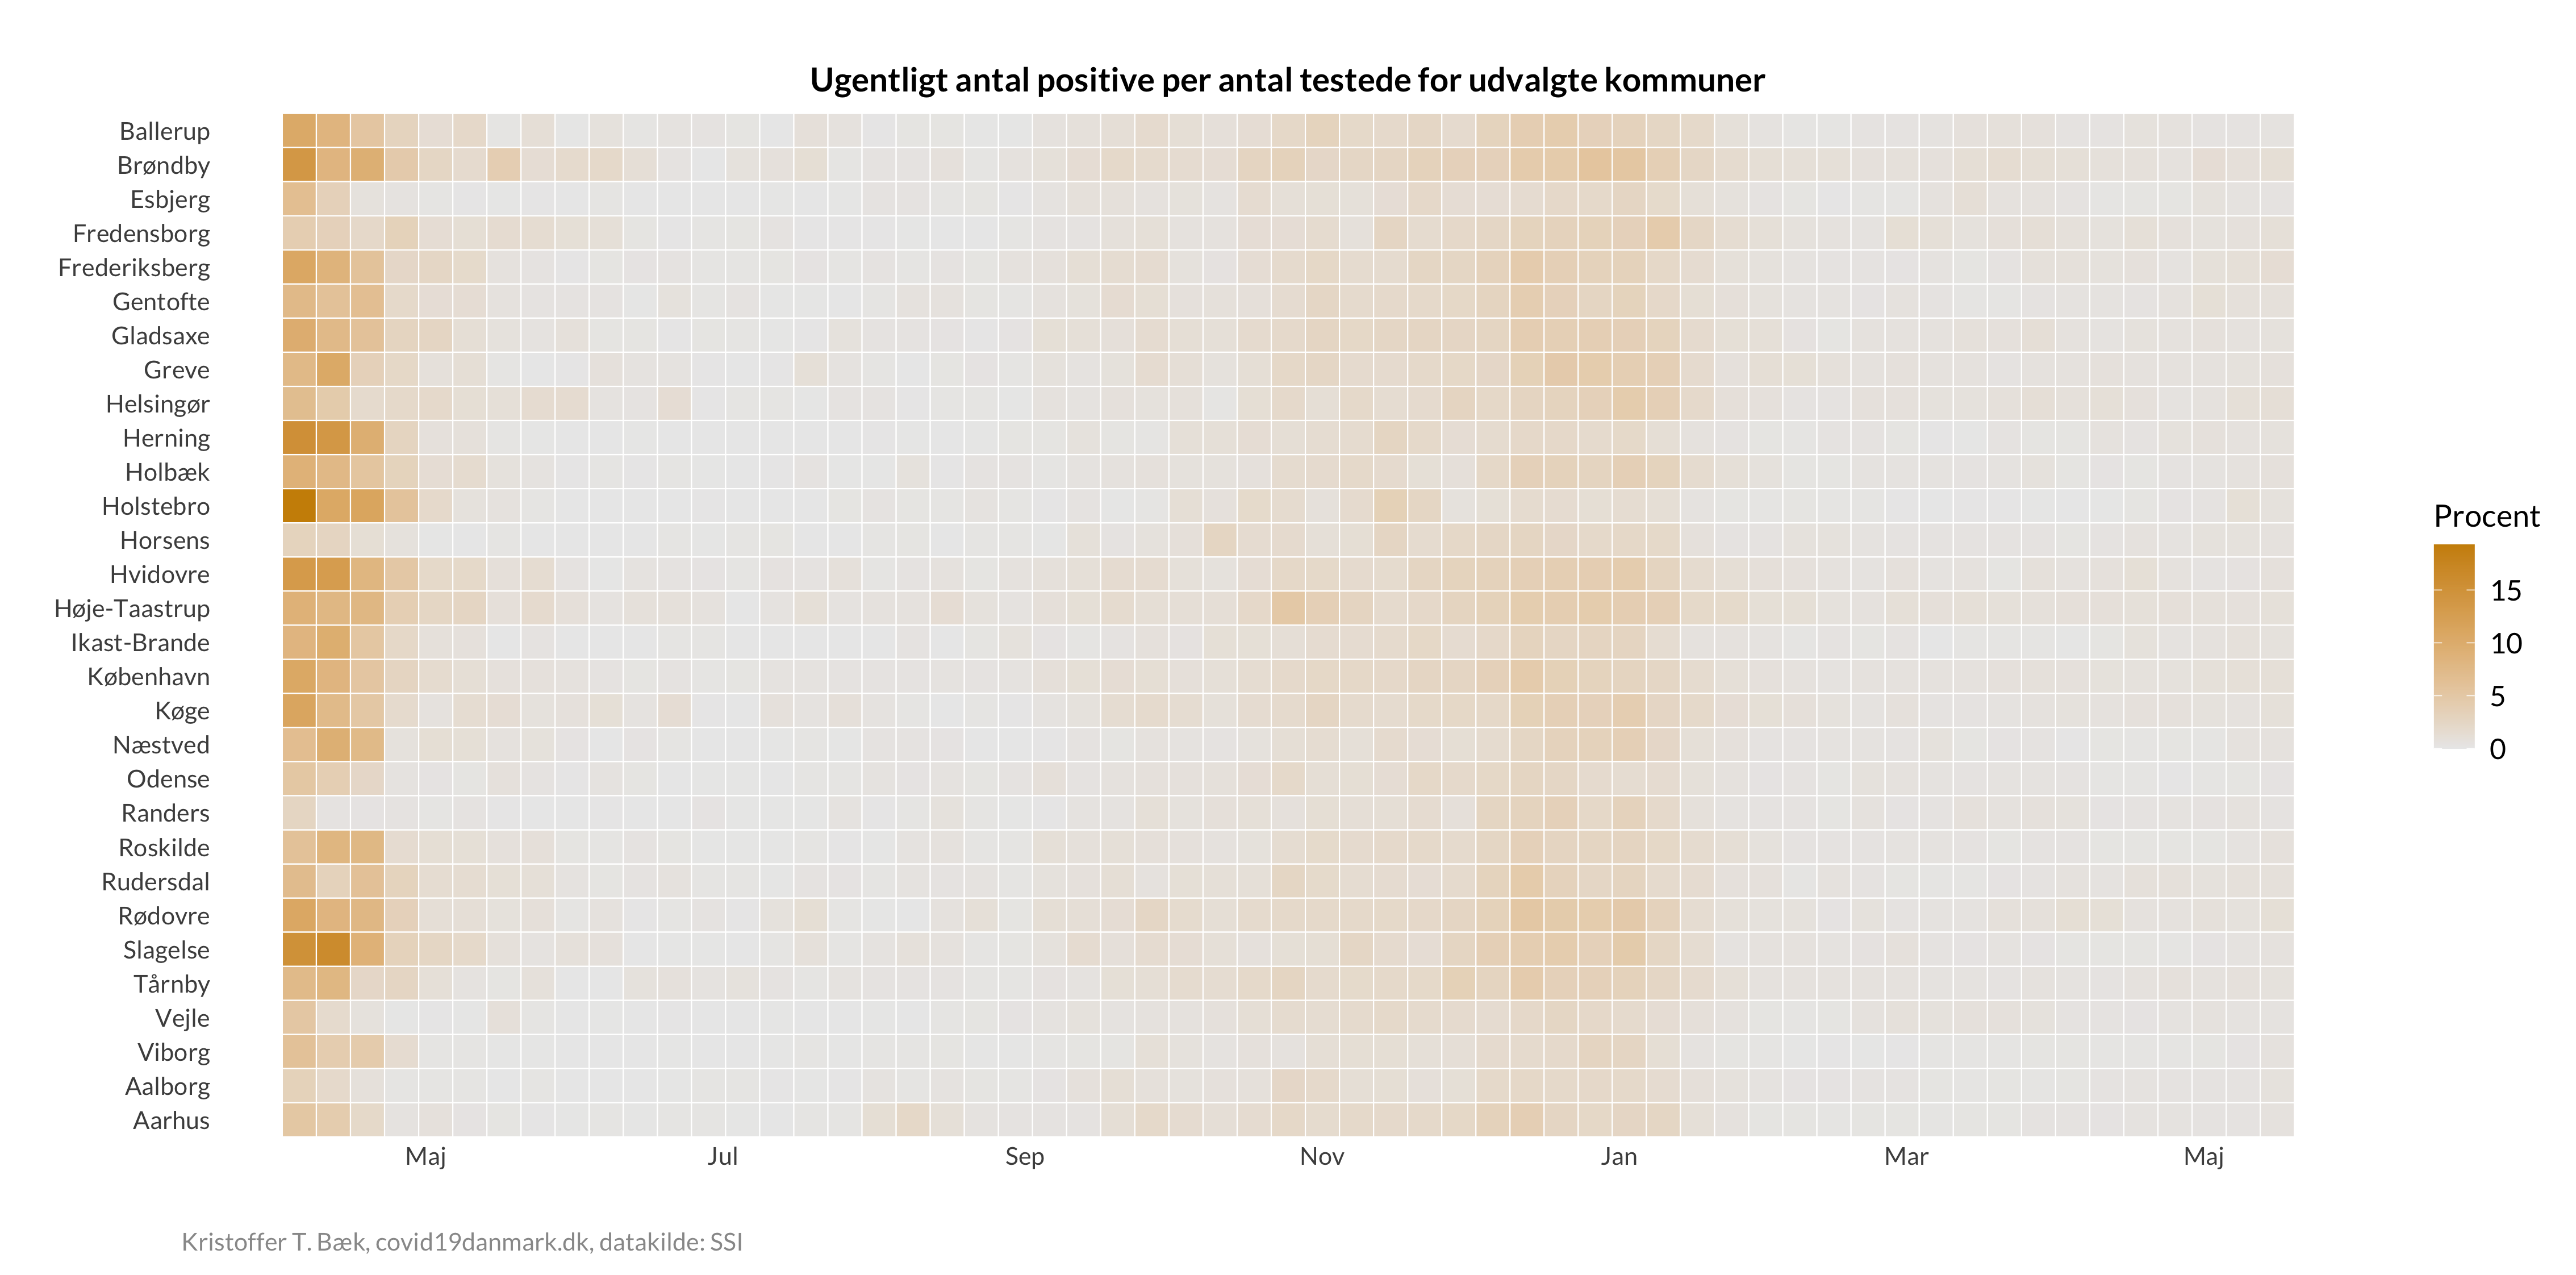 Ugentligt antal positive per antal testede for udvalgte kommuner
Ballerup
Brøndby
Esbjerg
Fredensborg
Frederiksberg
Gentofte
Gladsaxe
Greve
Helsingør
Herning
Holbæk
Holstebro
Horsens
Hvidovre
Høje-Taastrup
Ikast-Brande
København
Køge
Næstved
Odense
Randers
Roskilde
Rudersdal
Rødovre
Slagelse
Tårnby
Vejle
Viborg
Aalborg
Aarhus
Maj Jul Sep Nov Jan Mar Maj
Procent
15
10
5
0
Kristoffer T. Bæk, covid19danmark.dk, datakilde: SSI